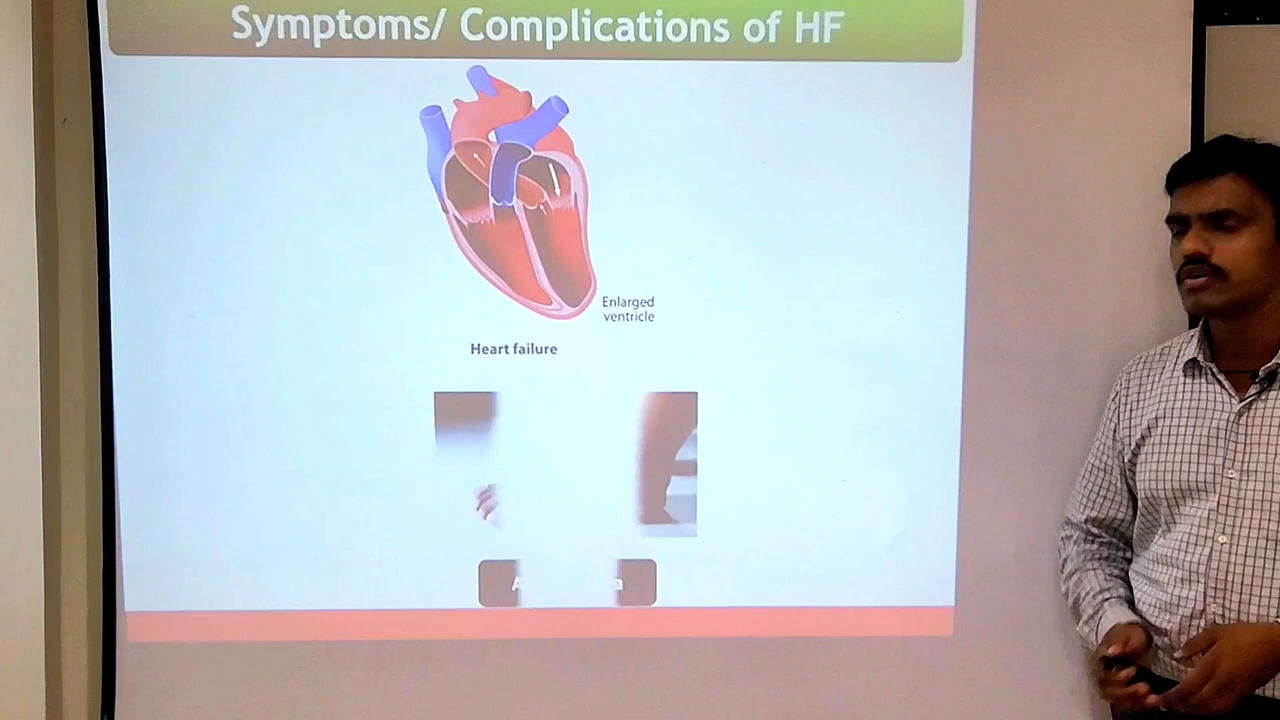 Symptoms/ Complications of HF
Enlarged
ventricle
Heart failure